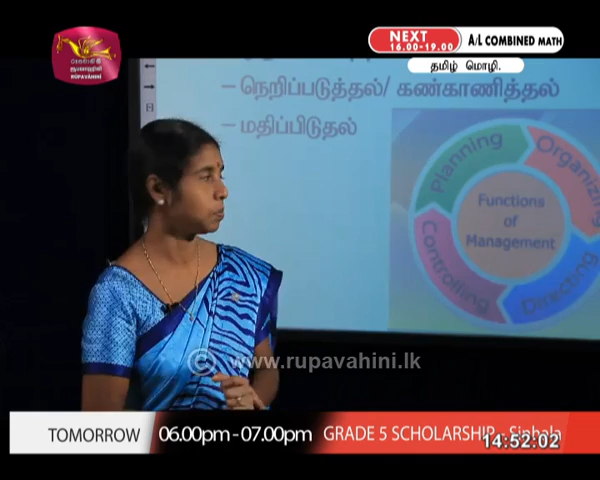 NEXT
16.00-19.00
A/L COMBINED MATH
தமிழ் மொழி.
RUPAVAHINI
– நெறிப்படுத்தல்/ கண்காணித்தல்
– மதிப்பிடுதல்
Planning
Organizing
Functions
of
Management
Controlling
Directing
© www.rupavahini.lk
TOMORROW 06.00pm - 07.00pm GRADE 5 SCHOLARSHIP - Sinhala
14:52:02